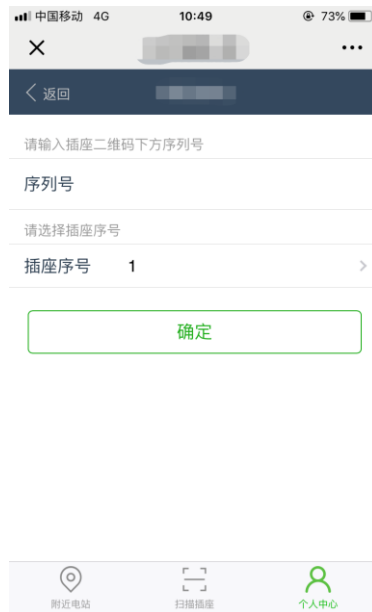 中国移动 4G 10:49 73%
返回
请输入插座二维码下方序列号
序列号
请选择插座序号
插座序号 1
确定
附近电站 扫描插座 个人中心